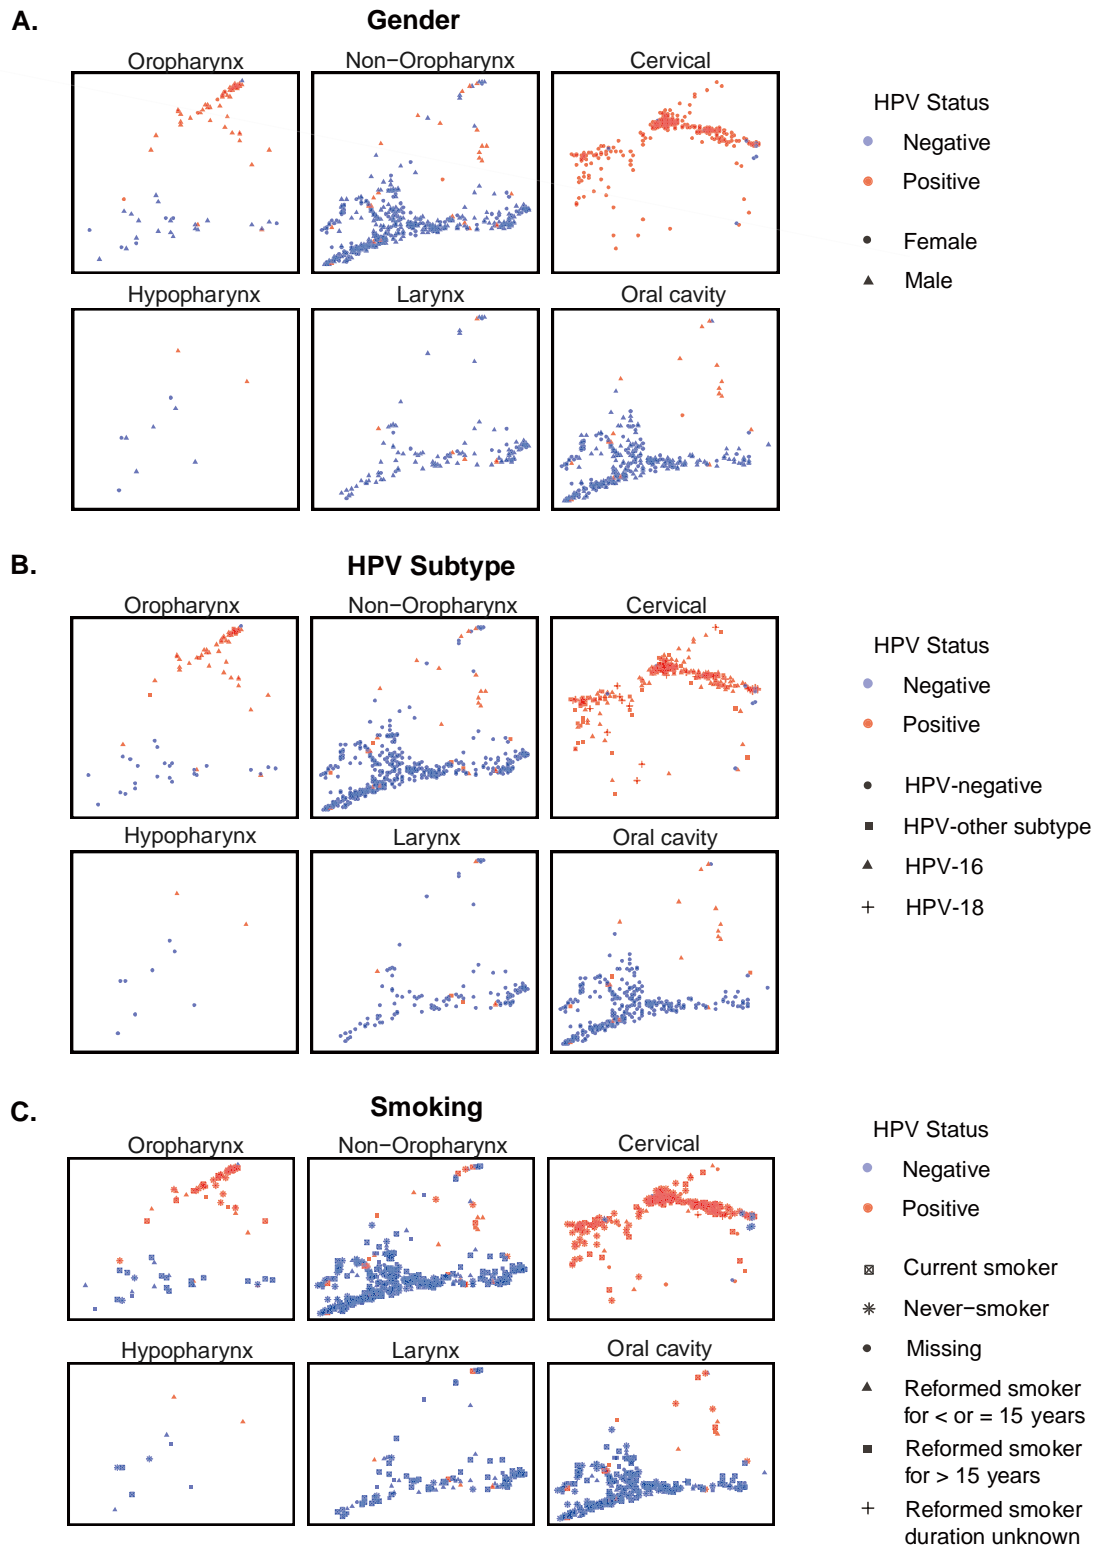 A.
Gender
Oropharynx
Non−Oropharynx
Cervical
Hypopharynx
Larynx
Oral cavity
HPV Status
Negative
Positive
Female
Male
B.
HPV Subtype
Oropharynx
Non−Oropharynx
Cervical
Hypopharynx
Larynx
Oral cavity
HPV Status
Negative
Positive
HPV-negative
HPV-other subtype
HPV-16
HPV-18
C.
Smoking
Oropharynx
Non−Oropharynx
Cervical
Hypopharynx
Larynx
Oral cavity
HPV Status
Negative
Positive
Current smoker
Never−smoker
Missing
Reformed smoker
for < or = 15 years
Reformed smoker
for > 15 years
Reformed smoker
duration unknown